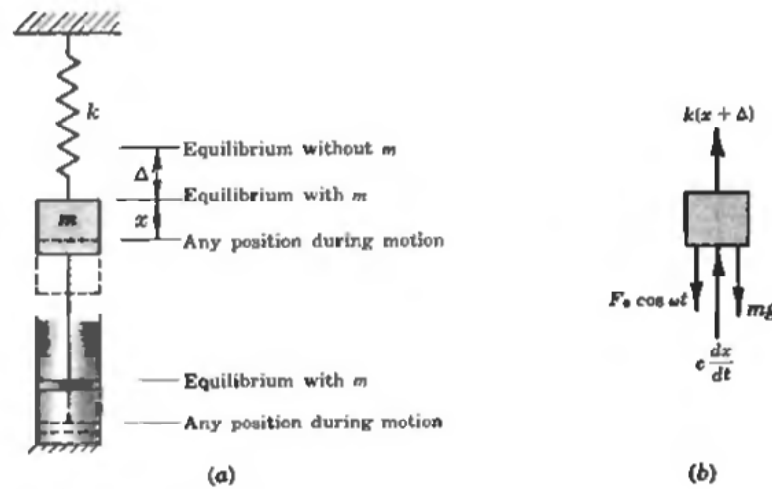 k
Equilibrium without m
Δ
Equilibrium with m
m
x
Any position during motion
Equilibrium with m
Any position during motion
(a)
k(x + Δ)
F₀ cos ωt
mg
c dx/dt
(b)